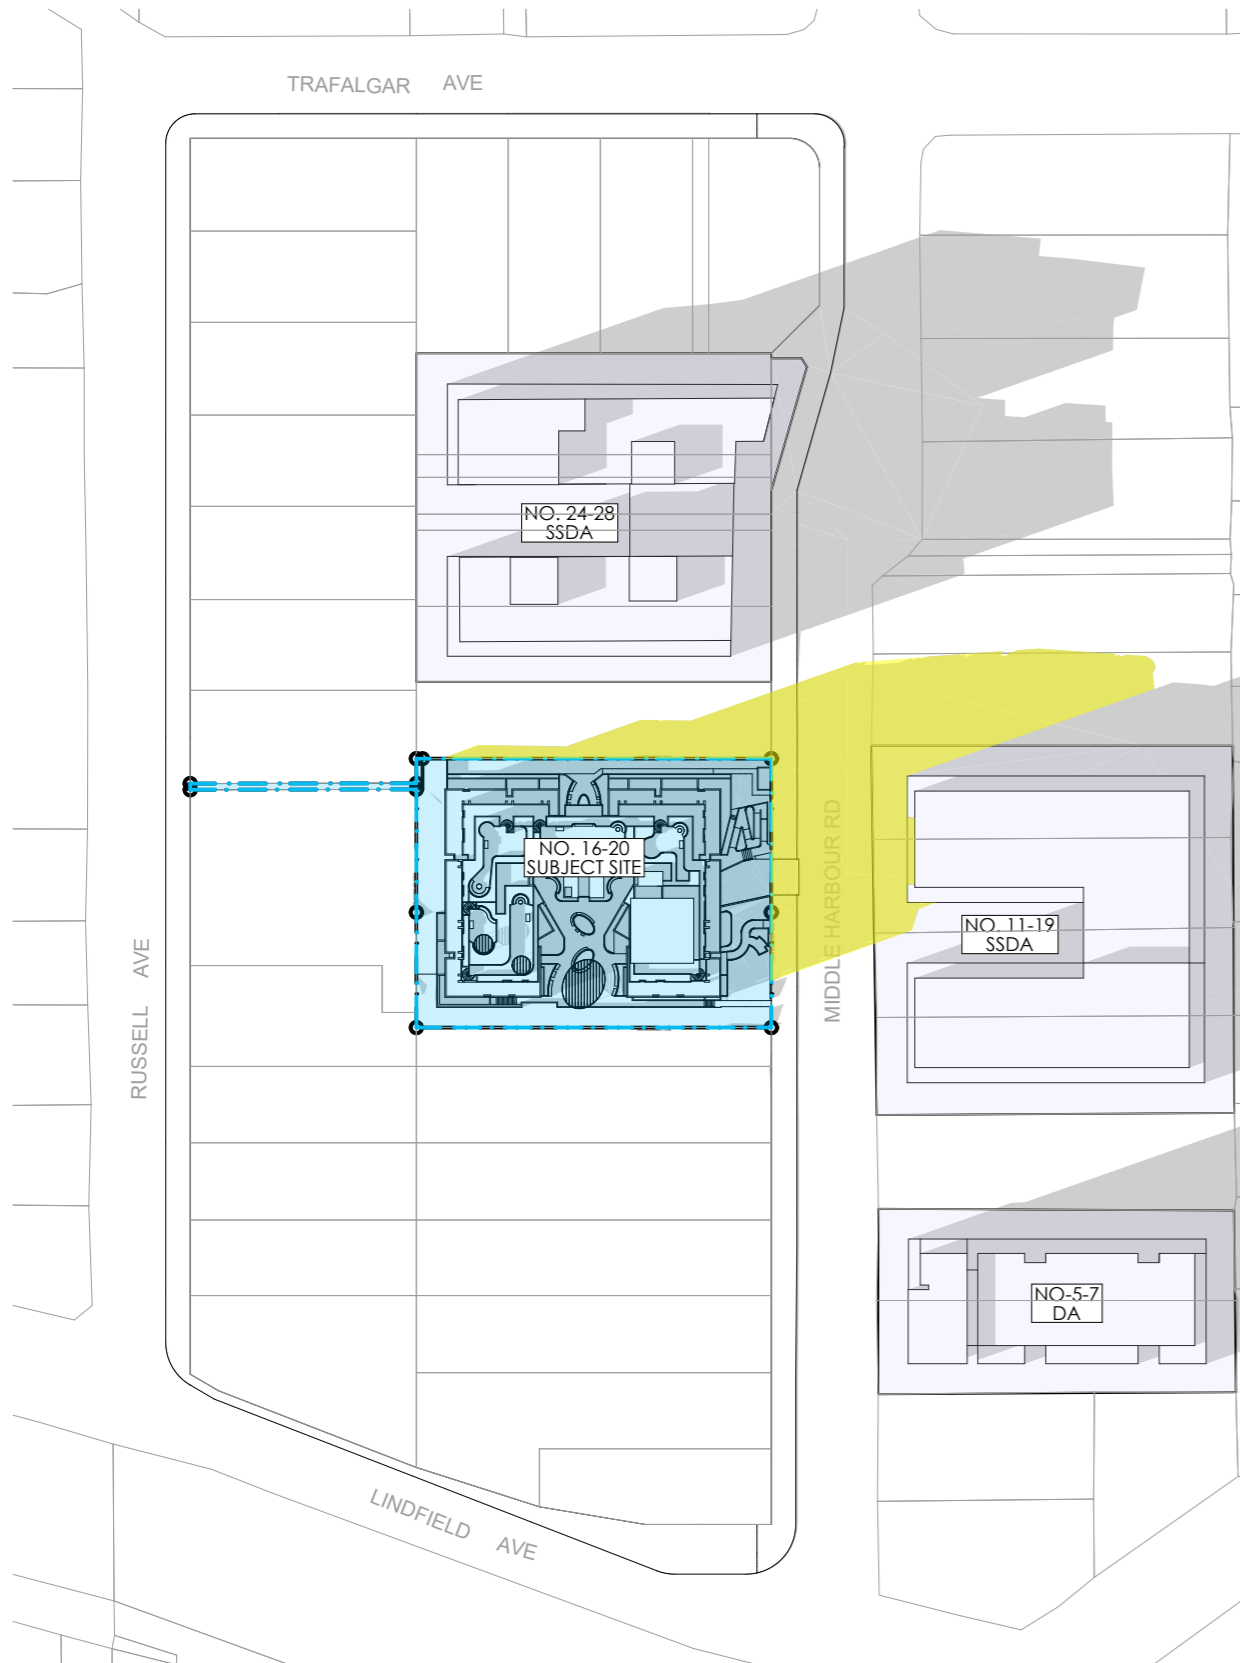 TRAFALGAR AVE
NO. 24-28
SSDA
NO. 16-20
SUBJECT SITE
MIDDLE HARBOUR RD
NO. 11-19
SSDA
RUSSELL AVE
NO-5-7
DA
LINDFIELD AVE